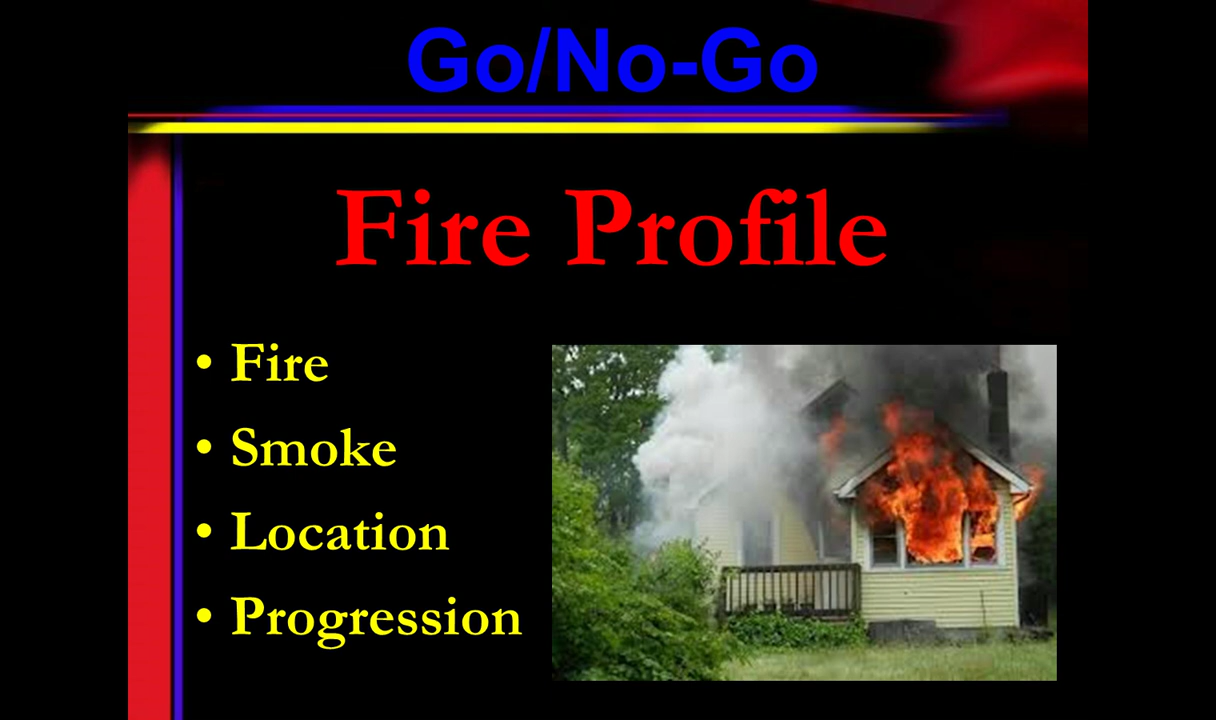 Go/No-Go
Fire Profile
• Fire
• Smoke
• Location
• Progression